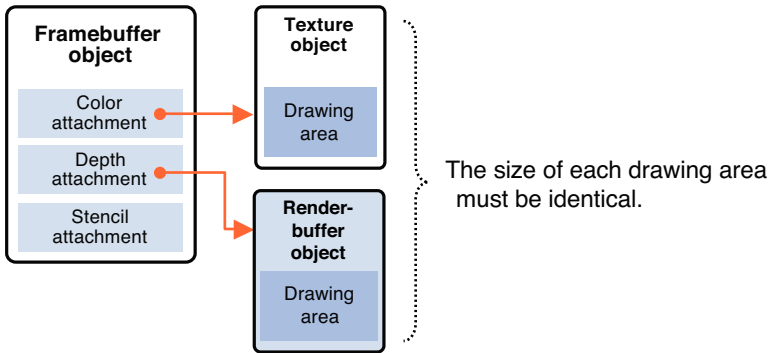 Framebuffer
object
Color
attachment
Depth
attachment
Stencil
attachment
Texture
object
Drawing
area
Render-
buffer
object
Drawing
area
The size of each drawing area
must be identical.